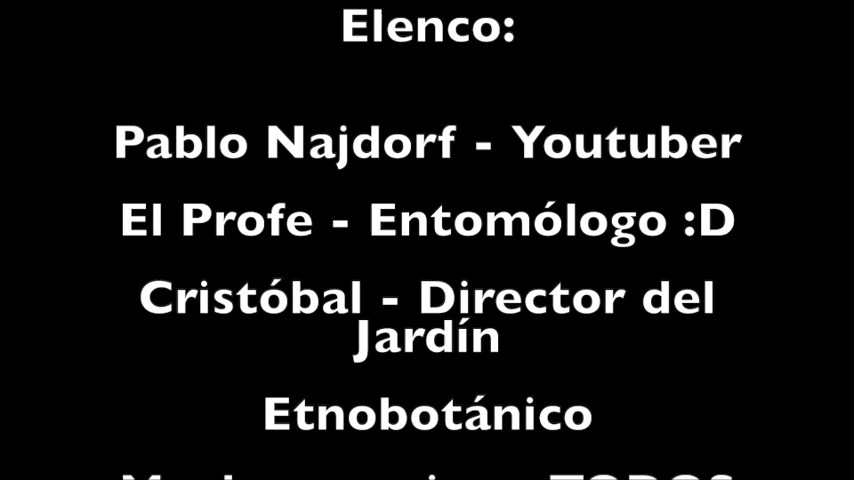 Elenco:
Pablo Najdorf - Youtuber
El Profe - Entomólogo :D
Cristóbal - Director del
Jardín
Etnobotánico